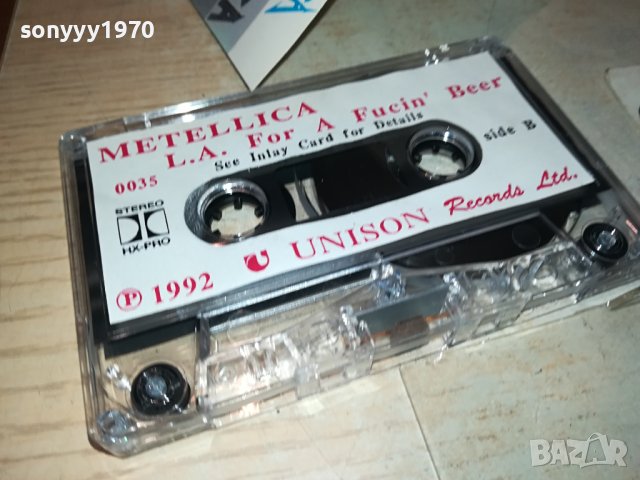 sonyyy1970
METELLICA
L.A. For A Fucin' Beer
See Inlay Card for Details
0035
side B
STEREO
HX-PRO
UNISON Records Ltd.
℗ 1992
BAZAR